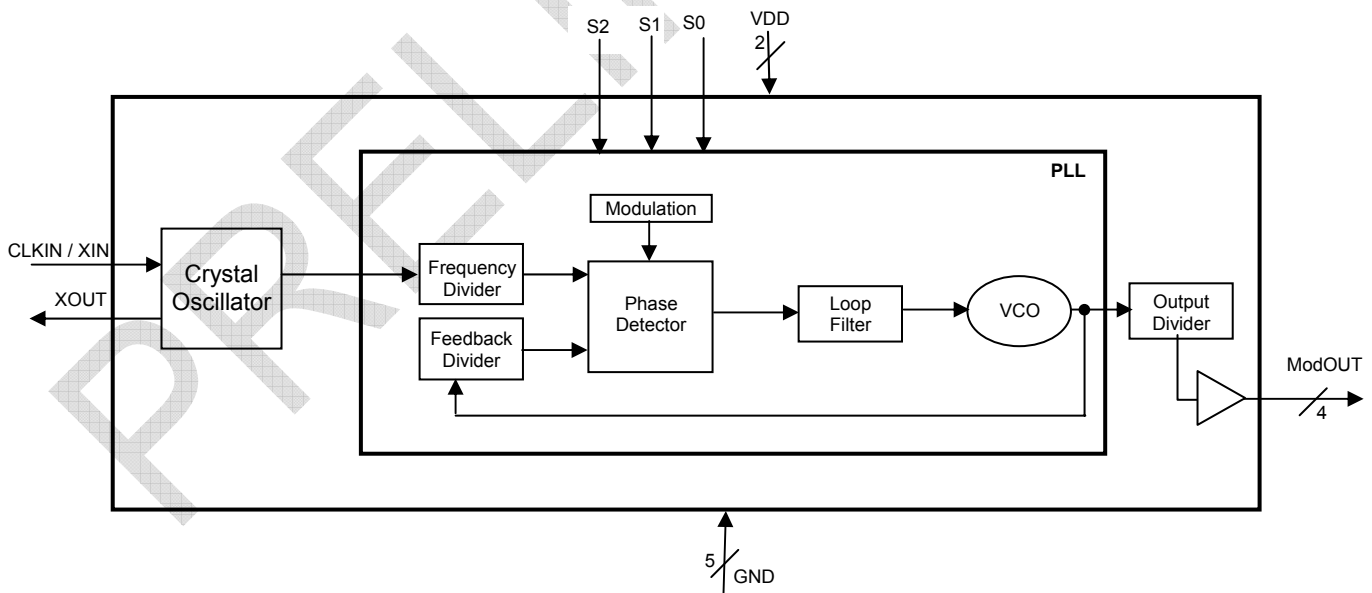 S2
S1
S0
VDD
2
PLL
Modulation
CLKIN / XIN
XOUT
Crystal
Oscillator
Frequency
Divider
Feedback
Divider
Phase
Detector
Loop
Filter
VCO
Output
Divider
ModOUT
4
5
GND